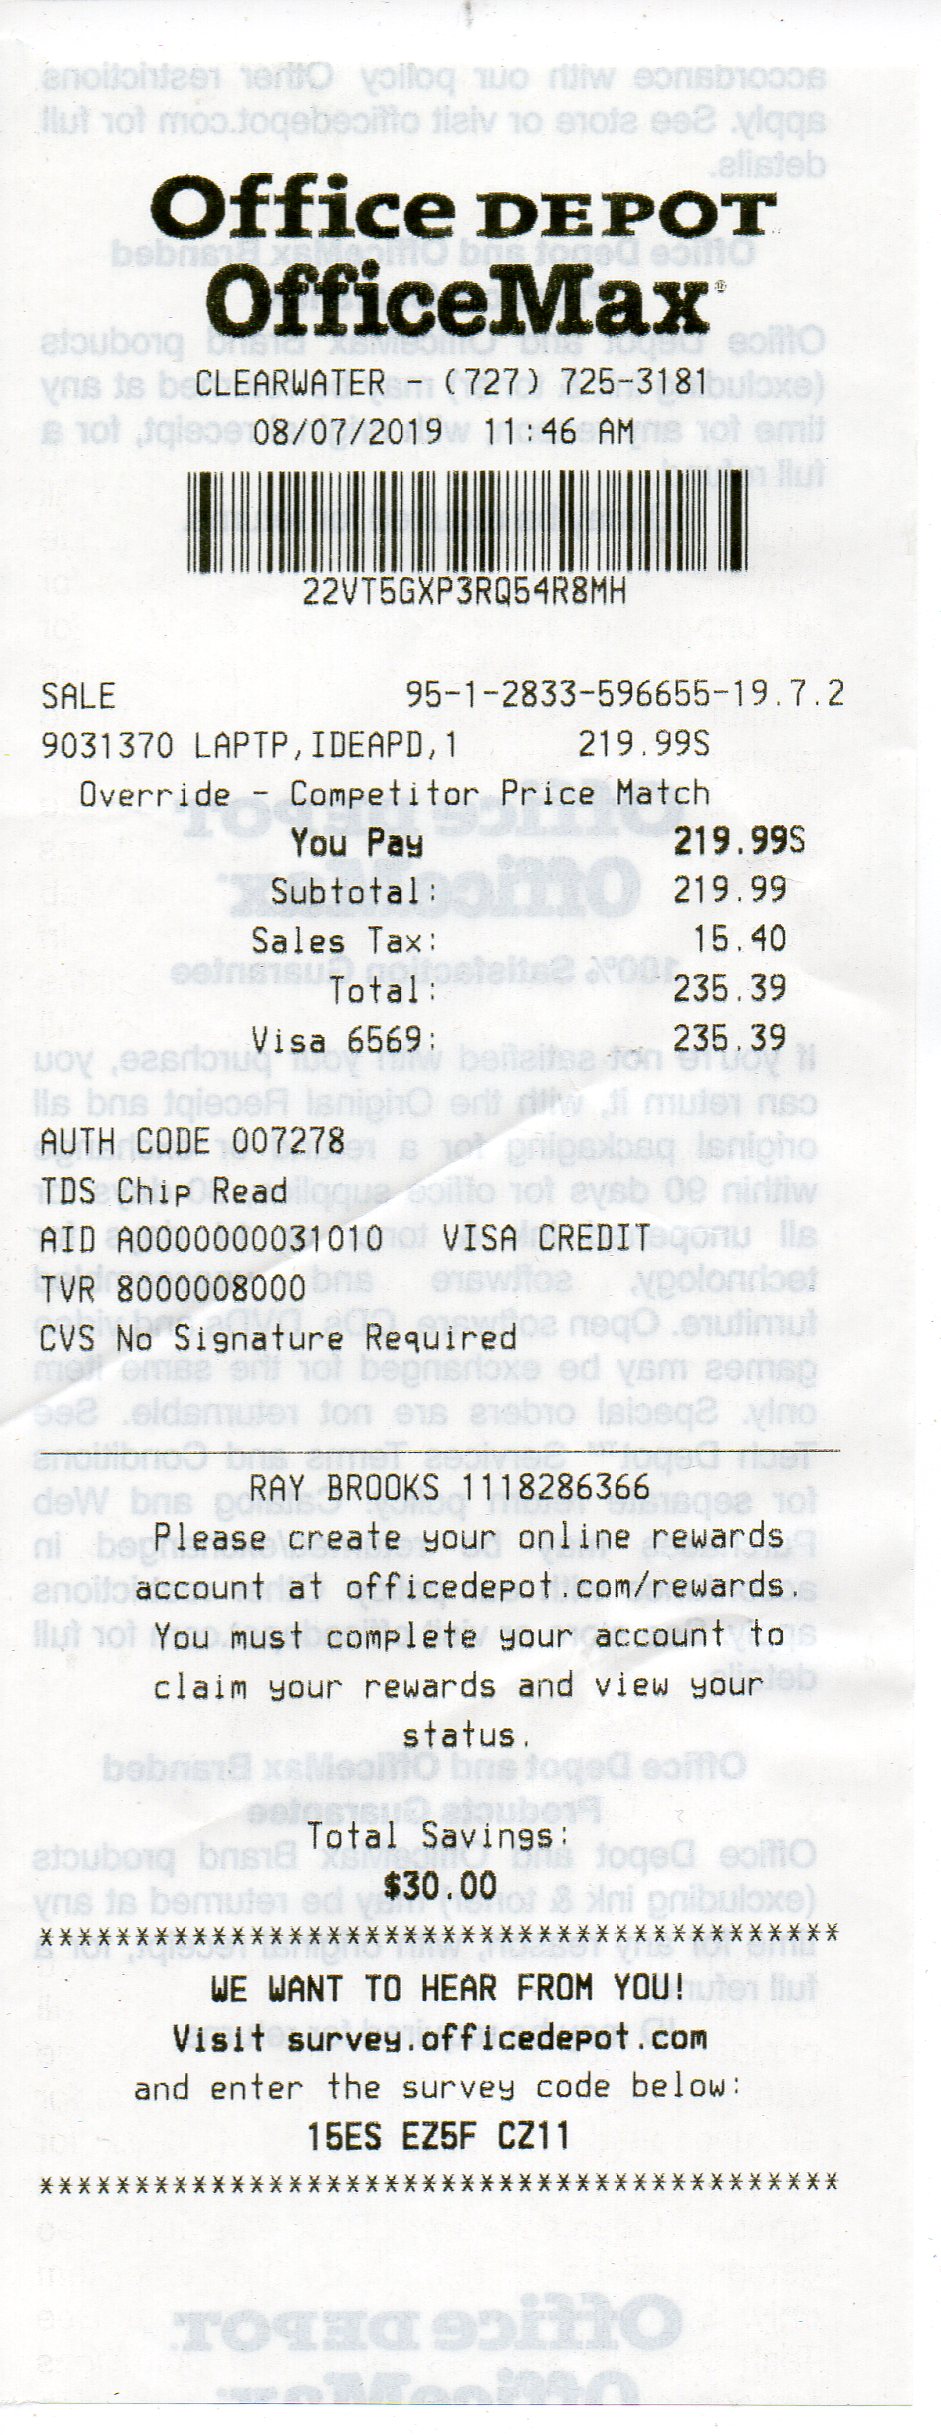 Office DEPOT
OfficeMax®
CLEARWATER - (727) 725-3181
08/07/2019 11:46 AM
22VT5GXP3RQ54R8MH
SALE 95-1-2833-596655-19.7.2
9031370 LAPTP,IDEAPD,1 219.99S
Override - Competitor Price Match
You Pay 219.99S
Subtotal: 219.99
Sales Tax: 15.40
Total: 235.39
Visa 6569: 235.39
AUTH CODE 007278
TDS Chip Read
AID A0000000031010 VISA CREDIT
TVR 8000008000
CVS No Signature Required
RAY BROOKS 1118286366
Please create your online rewards
account at officedepot.com/rewards.
You must complete your account to
claim your rewards and view your
status.
Total Savings:
$30.00
*****************************************
WE WANT TO HEAR FROM YOU!
Visit survey.officedepot.com
and enter the survey code below:
15ES EZ5F CZ11
*****************************************